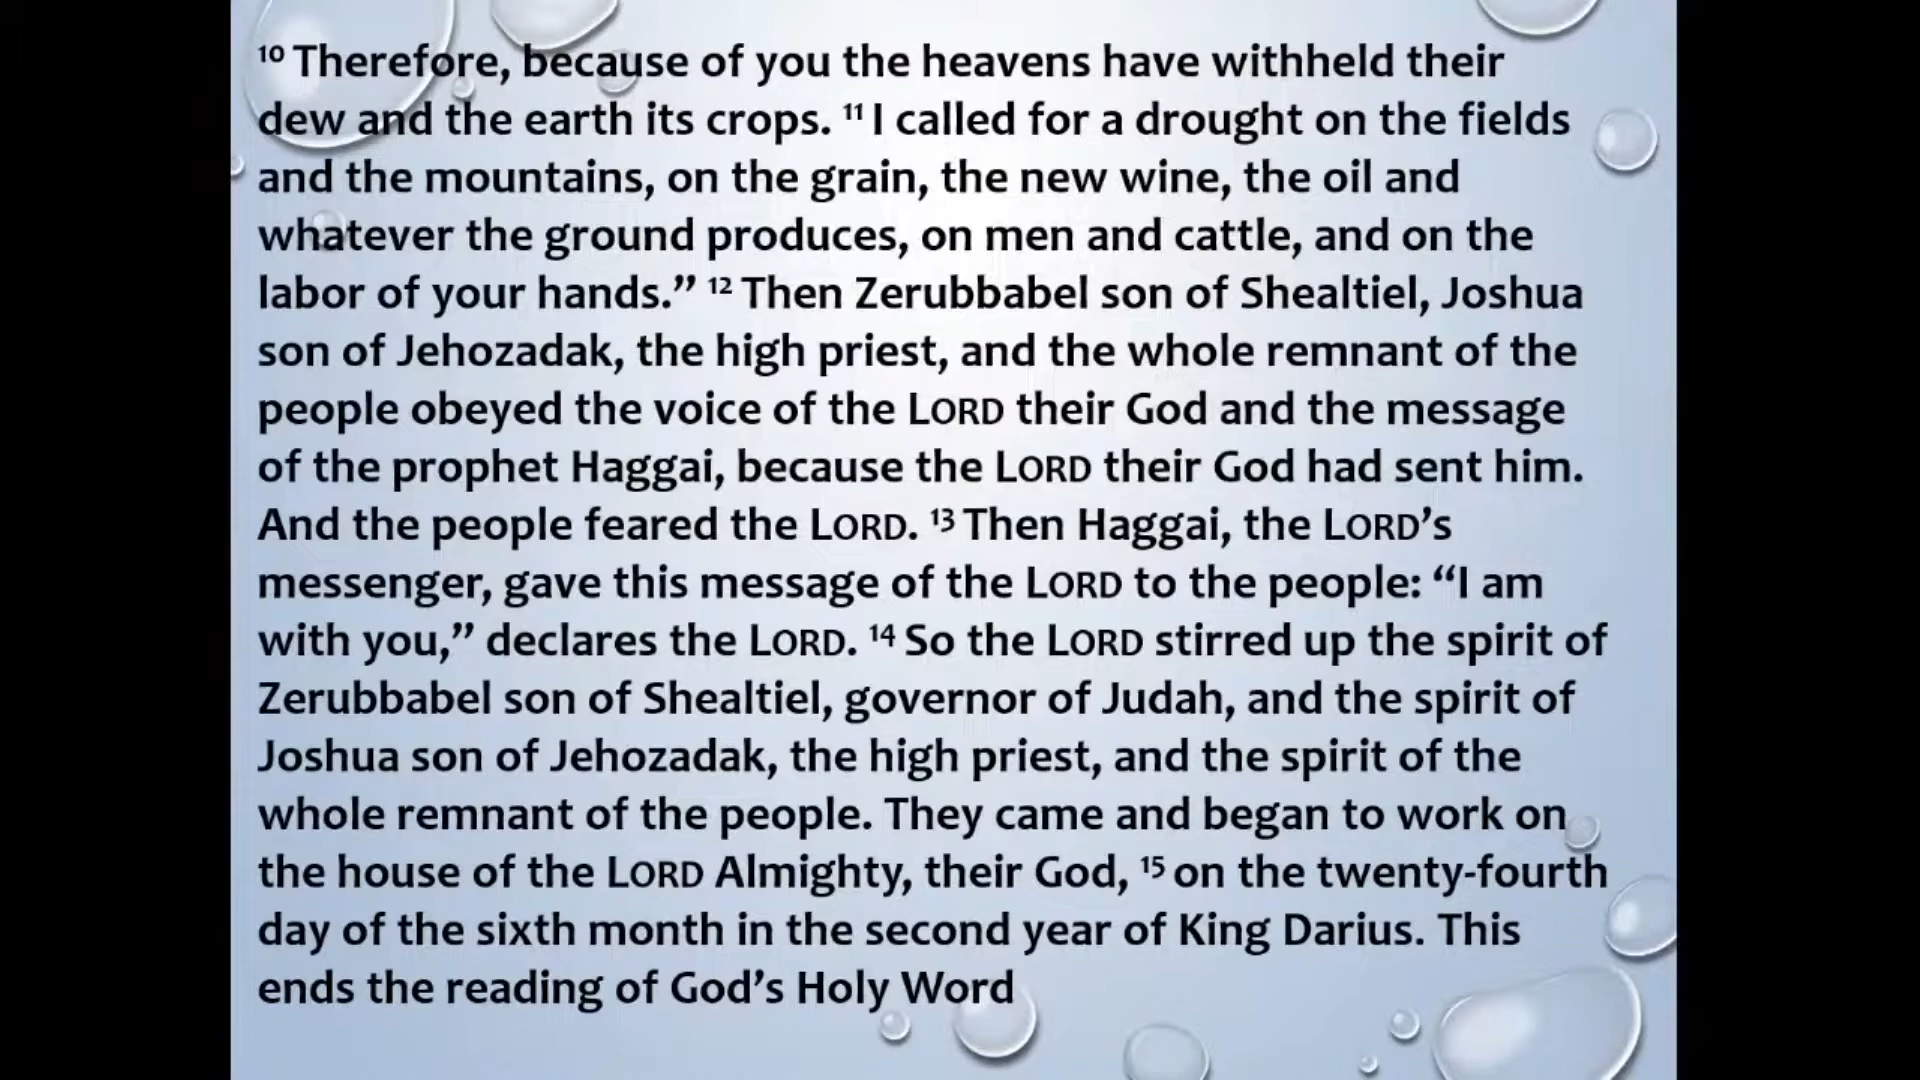 ¹⁰ Therefore, because of you the heavens have withheld their
dew and the earth its crops. ¹¹ I called for a drought on the fields
and the mountains, on the grain, the new wine, the oil and
whatever the ground produces, on men and cattle, and on the
labor of your hands.” ¹² Then Zerubbabel son of Shealtiel, Joshua
son of Jehozadak, the high priest, and the whole remnant of the
people obeyed the voice of the LORD their God and the message
of the prophet Haggai, because the LORD their God had sent him.
And the people feared the LORD. ¹³ Then Haggai, the LORD’s
messenger, gave this message of the LORD to the people: “I am
with you,” declares the LORD. ¹⁴ So the LORD stirred up the spirit of
Zerubbabel son of Shealtiel, governor of Judah, and the spirit of
Joshua son of Jehozadak, the high priest, and the spirit of the
whole remnant of the people. They came and began to work on
the house of the LORD Almighty, their God, ¹⁵ on the twenty-fourth
day of the sixth month in the second year of King Darius. This
ends the reading of God’s Holy Word